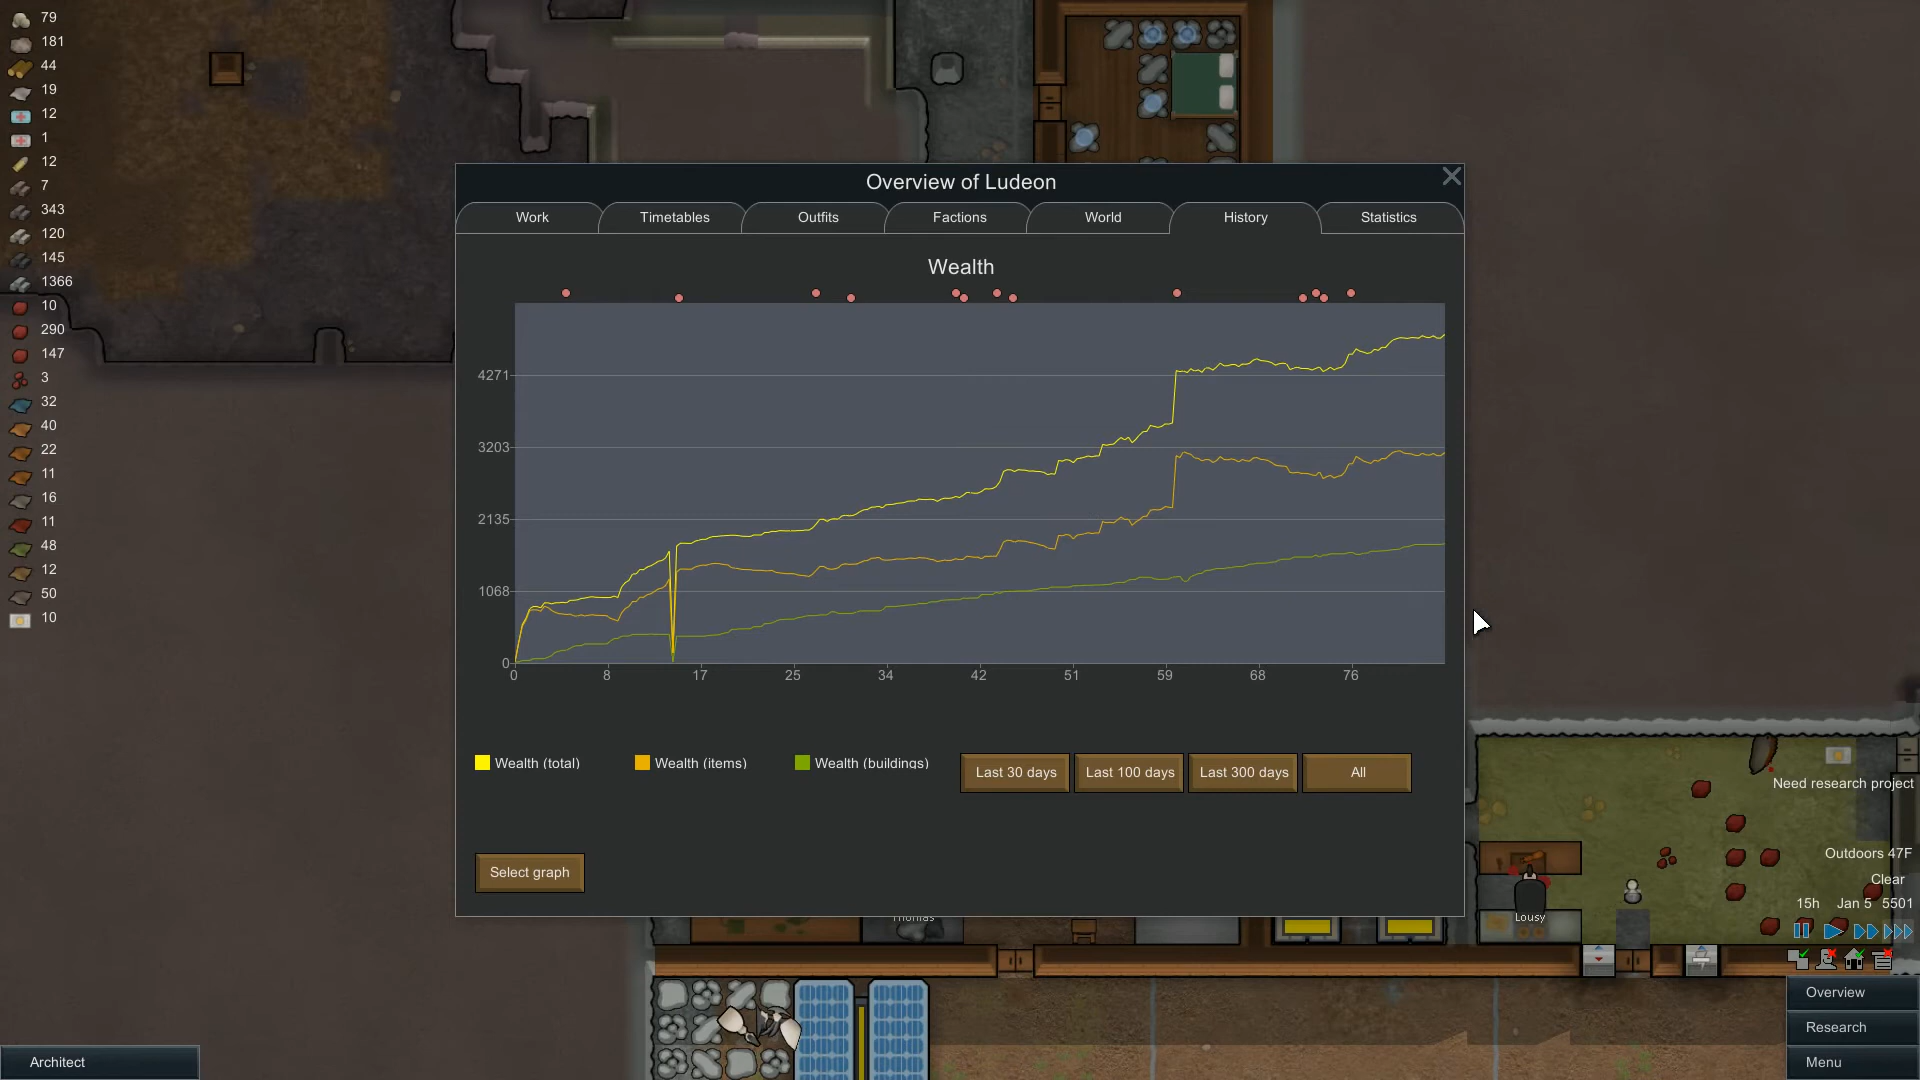 79
181
44
19
12
1
12
7
343
120
145
1366
10
290
147
3
32
40
22
11
16
11
48
12
50
10
Overview of Ludeon
Work
Timetables
Outfits
Factions
World
History
Statistics
Wealth
4271
3203
2135
1068
0
0
8
17
25
34
42
51
59
68
76
Wealth (total)
Wealth (items)
Wealth (buildings)
Last 30 days
Last 100 days
Last 300 days
All
Select graph
Thomas
Lousy
Need research project
Outdoors 47F
Clear
15h Jan 5 5501
Overview
Research
Menu
Architect